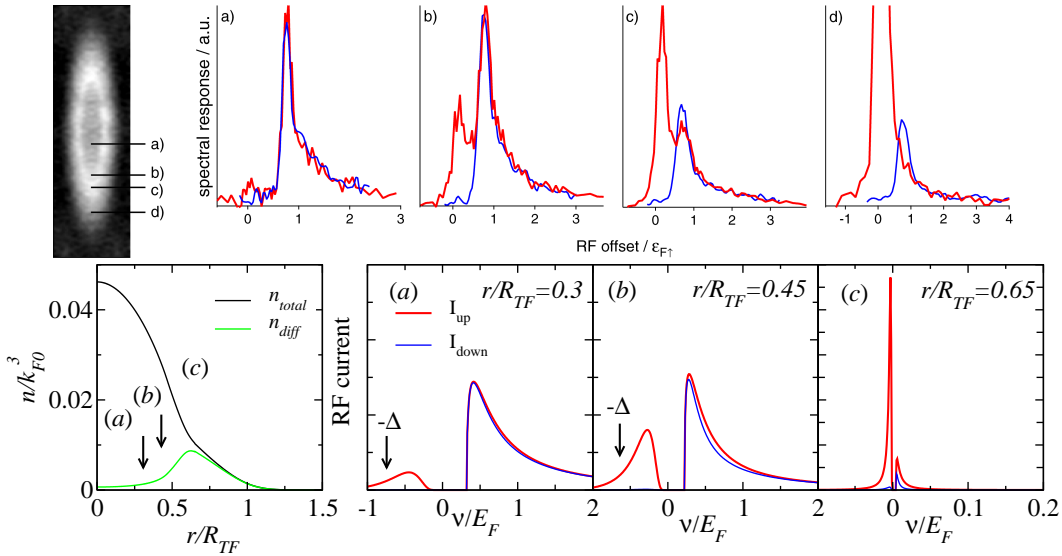 a)
b)
c)
d)
spectral response / a.u.
a)
b)
c)
d)
0 1 2 3
0 1 2 3
0 1 2 3
-1 0 1 2 3 4
RF offset / εF↑
n/k³F0
0.04
0.02
0
n_total
n_diff
(a)
(b)
(c)
0 0.5 1 1.5
r/R_TF
RF current
(a) r/R_TF=0.3
I_up
I_down
-Δ
-1 0 1 2
ν/E_F
(b) r/R_TF=0.45
-Δ
0 1 2
ν/E_F
(c) r/R_TF=0.65
0 0.1 0.2
ν/E_F